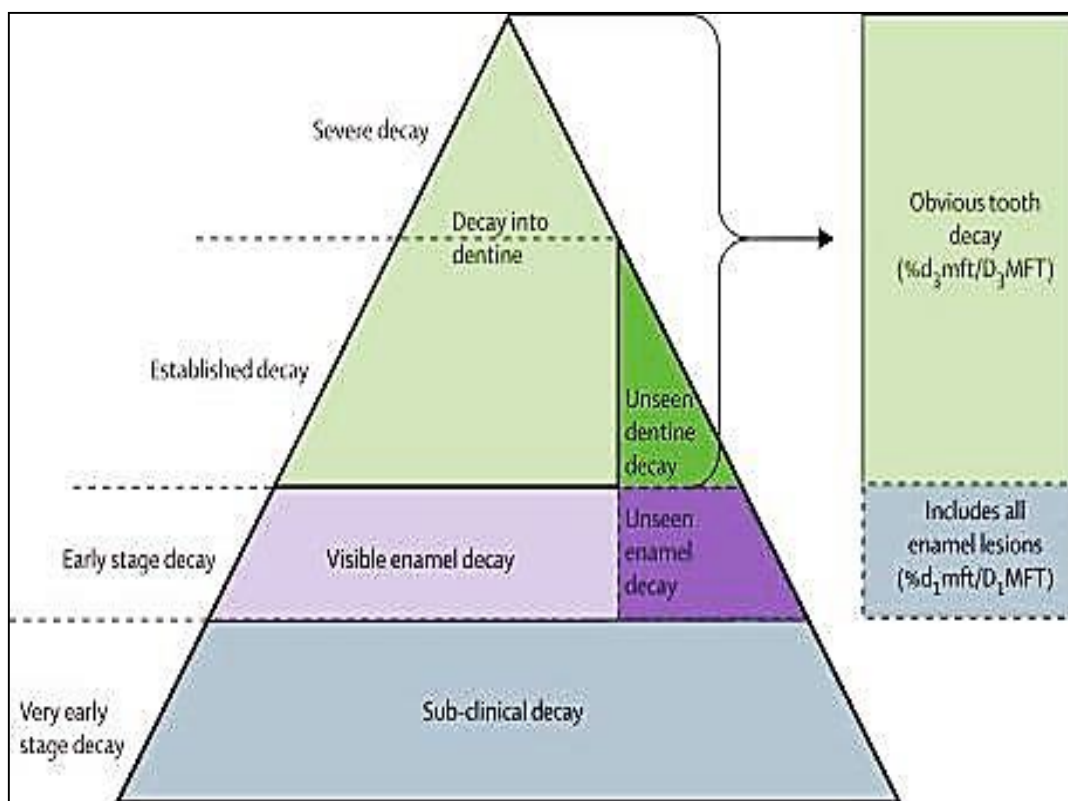 Severe decay
Decay into
dentine
Obvious tooth
decay
(%d₃mft/D₃MFT)
Established decay
Unseen
dentine
decay
Early stage decay
Visible enamel decay
Unseen
enamel
decay
Includes all
enamel lesions
(%d₁mft/D₁MFT)
Very early
stage decay
Sub-clinical decay